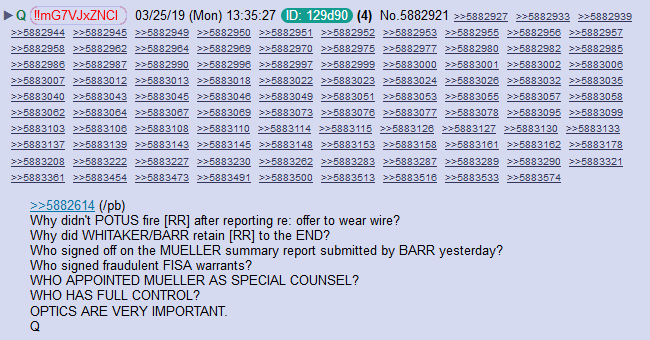 ▶ Q !!mG7VJxZNCI 03/25/19 (Mon) 13:35:27 ID: 129d90 (4) No.5882921 >>5882927 >>5882933 >>5882939
>>5882944 >>5882945 >>5882949 >>5882950 >>5882951 >>5882952 >>5882953 >>5882955 >>5882956 >>5882957
>>5882958 >>5882962 >>5882964 >>5882969 >>5882970 >>5882975 >>5882977 >>5882980 >>5882982 >>5882985
>>5882986 >>5882987 >>5882990 >>5882996 >>5882997 >>5882999 >>5883000 >>5883001 >>5883002 >>5883006
>>5883007 >>5883012 >>5883013 >>5883018 >>5883022 >>5883023 >>5883024 >>5883026 >>5883032 >>5883035
>>5883040 >>5883043 >>5883045 >>5883046 >>5883049 >>5883051 >>5883053 >>5883055 >>5883057 >>5883058
>>5883062 >>5883064 >>5883067 >>5883069 >>5883073 >>5883076 >>5883077 >>5883078 >>5883095 >>5883099
>>5883103 >>5883106 >>5883108 >>5883110 >>5883114 >>5883115 >>5883126 >>5883127 >>5883130 >>5883133
>>5883137 >>5883139 >>5883143 >>5883145 >>5883148 >>5883153 >>5883158 >>5883161 >>5883162 >>5883178
>>5883208 >>5883222 >>5883227 >>5883230 >>5883262 >>5883283 >>5883287 >>5883289 >>5883290 >>5883321
>>5883361 >>5883454 >>5883473 >>5883491 >>5883500 >>5883513 >>5883516 >>5883533 >>5883574
>>5882614 (/pb)
Why didn't POTUS fire [RR] after reporting re: offer to wear wire?
Why did WHITAKER/BARR retain [RR] to the END?
Who signed off on the MUELLER summary report submitted by BARR yesterday?
Who signed fraudulent FISA warrants?
WHO APPOINTED MUELLER AS SPECIAL COUNSEL?
WHO HAS FULL CONTROL?
OPTICS ARE VERY IMPORTANT.
Q